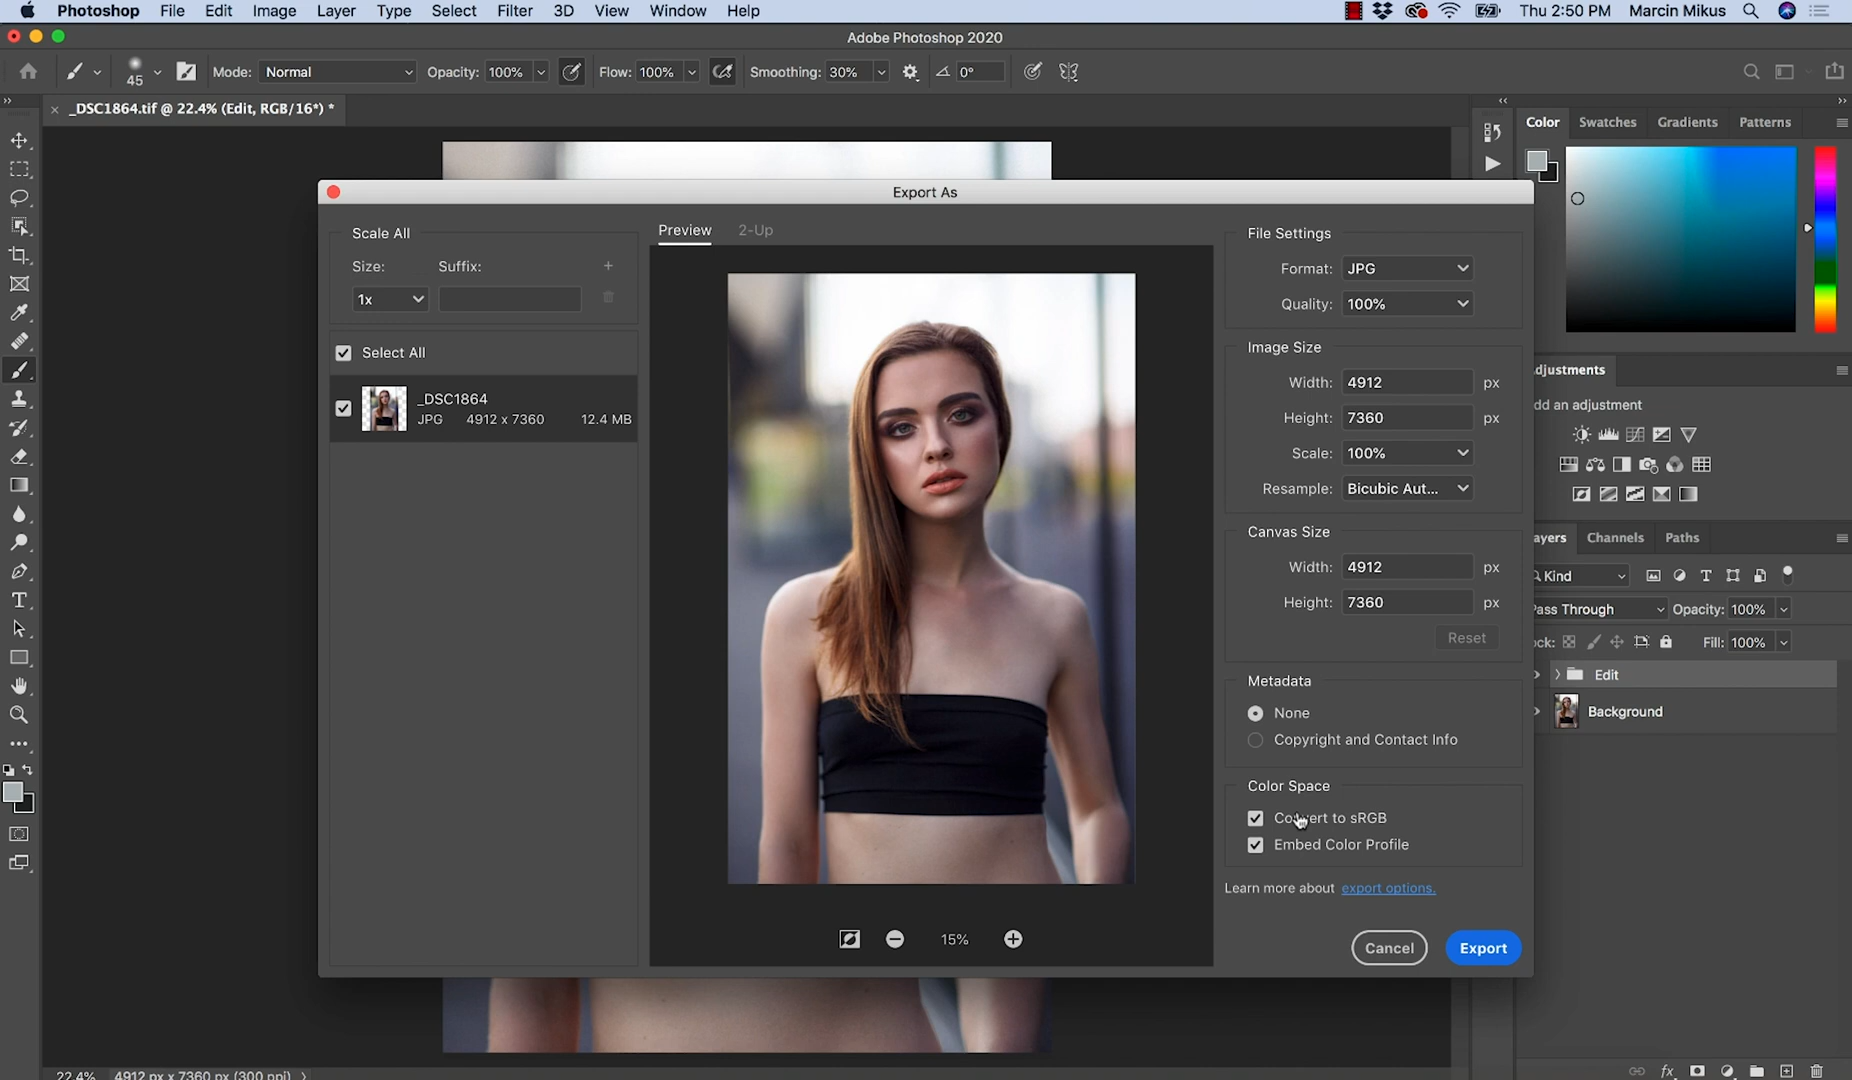 Photoshop File Edit Image Layer Type Select Filter 3D View Window Help Thu 2:50 PM Marcin Mikus
Adobe Photoshop 2020
45 Mode: Normal Opacity: 100% Flow: 100% Smoothing: 30% 0°
_DSC1864.tif @ 22.4% (Edit, RGB/16*) *
Color Swatches Gradients Patterns
Export As
Scale All
Size: Suffix:
1x
Select All
_DSC1864
JPG 4912 x 7360 12.4 MB
Preview 2-Up
15%
File Settings
Format: JPG
Quality: 100%
Image Size
Width: 4912 px
Height: 7360 px
Scale: 100%
Resample: Bicubic Aut...
Canvas Size
Width: 4912 px
Height: 7360 px
Reset
Metadata
None
Copyright and Contact Info
Color Space
Convert to sRGB
Embed Color Profile
Learn more about export options.
Cancel Export
djustments
dd an adjustment
ayers Channels Paths
Kind
Pass Through Opacity: 100%
ock: Fill: 100%
Edit
Background
fx
22.4% 4912 px x 7360 px (300 ppi)